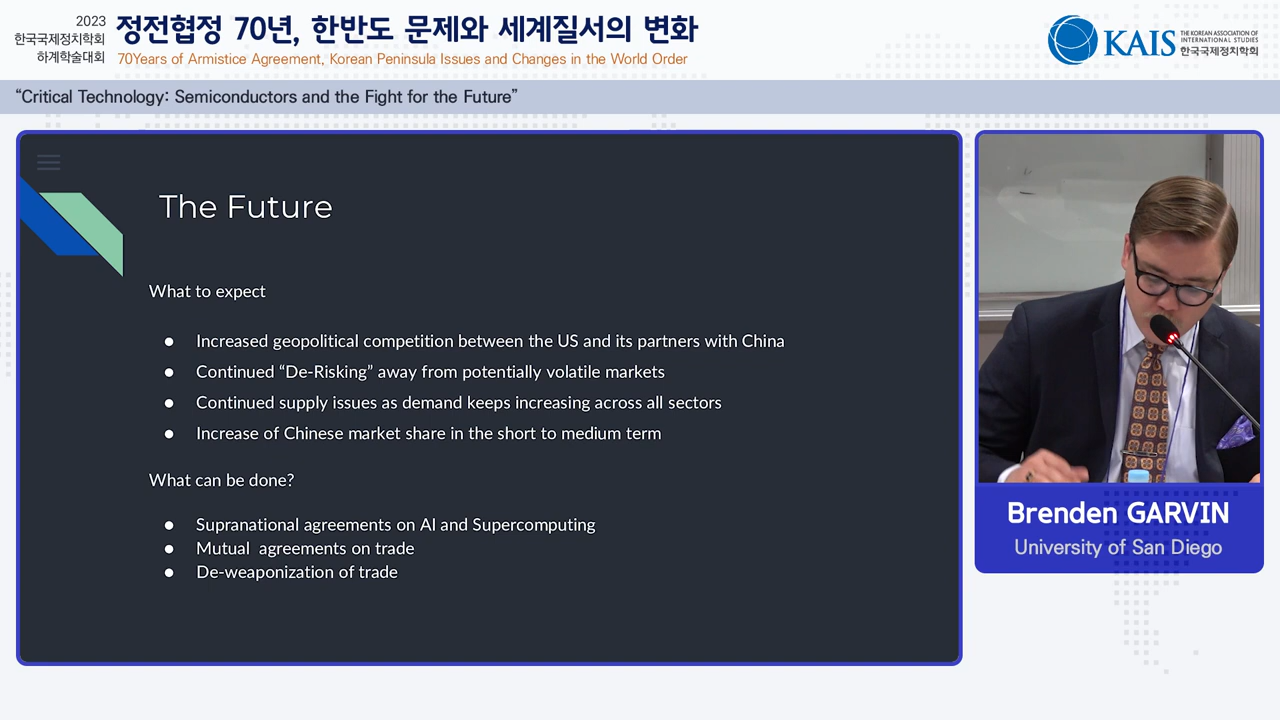 2023
한국국제정치학회
하계학술대회
정전협정 70년, 한반도 문제와 세계질서의 변화
70Years of Armistice Agreement, Korean Peninsula Issues and Changes in the World Order
KAIS
THE KOREAN ASSOCIATION OF
INTERNATIONAL STUDIES
한국국제정치학회
“Critical Technology: Semiconductors and the Fight for the Future”
The Future
What to expect
● Increased geopolitical competition between the US and its partners with China
● Continued “De-Risking” away from potentially volatile markets
● Continued supply issues as demand keeps increasing across all sectors
● Increase of Chinese market share in the short to medium term
What can be done?
● Supranational agreements on AI and Supercomputing
● Mutual  agreements on trade
● De-weaponization of trade
Brenden GARVIN
University of San Diego